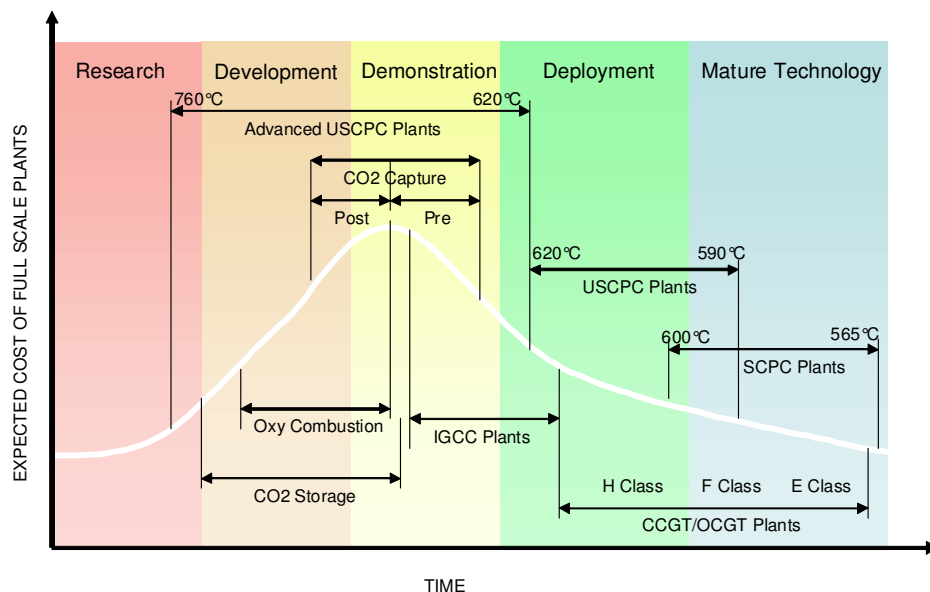 Research
Development
Demonstration
Deployment
Mature Technology
760°C
620°C
Advanced USCPC Plants
CO2 Capture
Post
Pre
620°C
590°C
USCPC Plants
600°C
565°C
SCPC Plants
Oxy Combustion
IGCC Plants
CO2 Storage
H Class
F Class
E Class
CCGT/OCGT Plants
EXPECTED COST OF FULL SCALE PLANTS
TIME